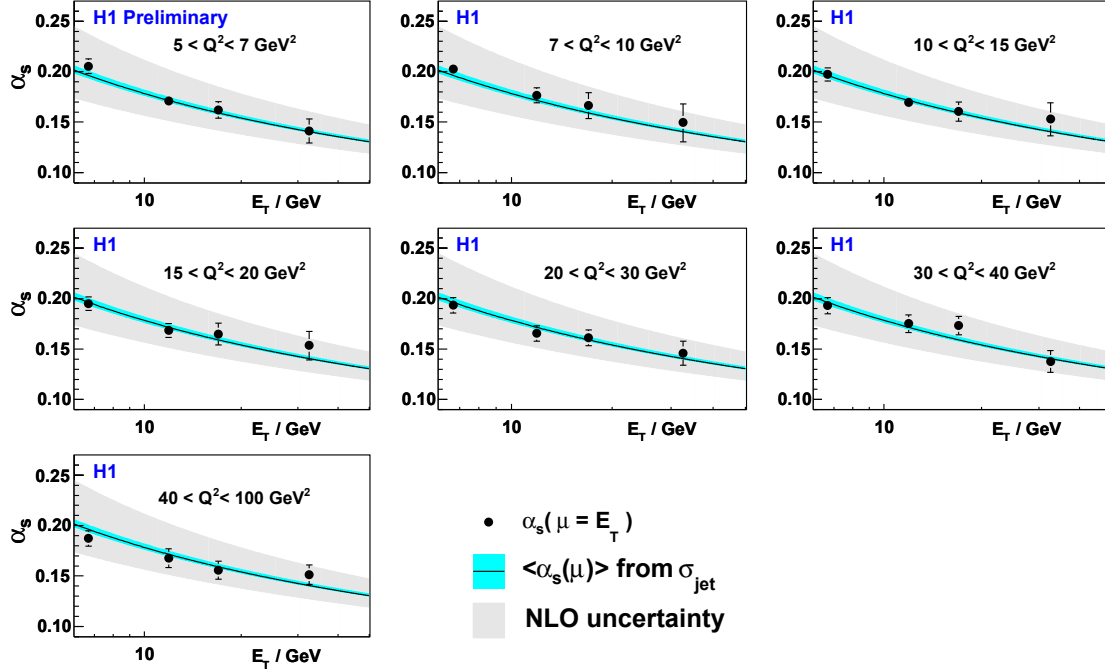 H1 Preliminary
5 < Q²< 7 GeV²
αs
0.25
0.20
0.15
0.10
10
E_T / GeV
H1
7 < Q²< 10 GeV²
10
E_T / GeV
H1
10 < Q²< 15 GeV²
10
E_T / GeV
0.25
0.20
0.15
0.10
0.25
0.20
0.15
0.10
H1
15 < Q²< 20 GeV²
αs
0.25
0.20
0.15
0.10
10
E_T / GeV
H1
20 < Q²< 30 GeV²
0.25
0.20
0.15
0.10
10
E_T / GeV
H1
30 < Q²< 40 GeV²
0.25
0.20
0.15
0.10
10
E_T / GeV
H1
40 < Q²< 100 GeV²
αs
0.25
0.20
0.15
0.10
10
E_T / GeV
αs( μ = E_T )
<αs(μ)> from σ_jet
NLO uncertainty